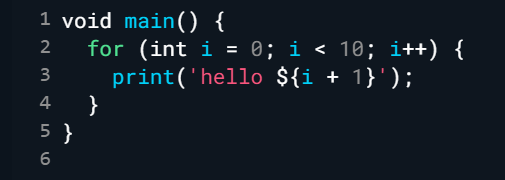 1 void main() {
2   for (int i = 0; i < 10; i++) {
3     print('hello ${i + 1}');
4   }
5 }
6